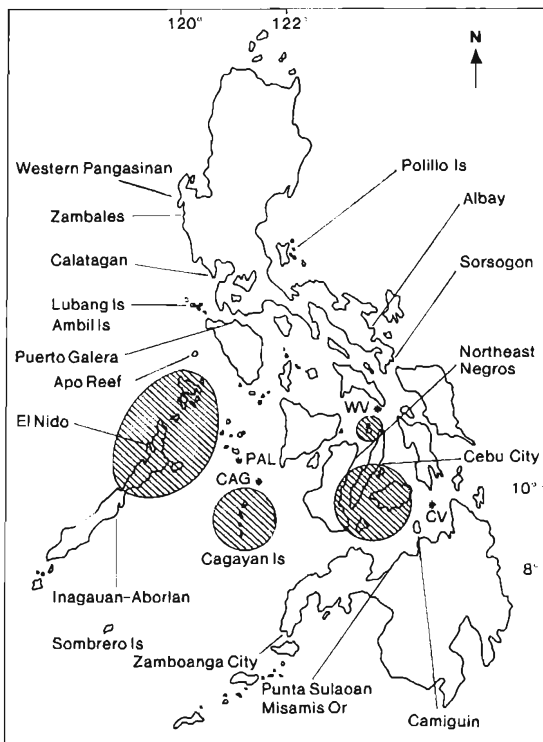 120°
122°
N
Western Pangasinan
Polillo Is
Albay
Zambales
Calatagan
Sorsogon
Lubang Is
Ambil Is
Northeast
Negros
Puerto Galera
Apo Reef
WV
El Nido
Cebu City
PAL
CAG
10°
CV
Cagayan Is
8°
Inagauan-Aborlan
Sombrero Is
Zamboanga City
Punta Sulaoan
Misamis Or
Camiguin